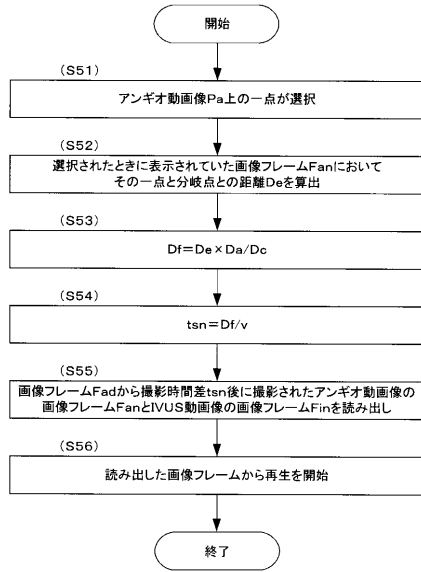 開始
(S51)
アンギオ動画像Pa上の一点が選択
(S52)
選択されたときに表示されていた画像フレームFanにおいて
その一点と分岐点との距離Deを算出
(S53)
Df=De×Da/Dc
(S54)
tsn=Df/v
(S55)
画像フレームFadから撮影時間差tsn後に撮影されたアンギオ動画像の
画像フレームFanとIVUS動画像の画像フレームFinを読み出し
(S56)
読み出した画像フレームから再生を開始
終了